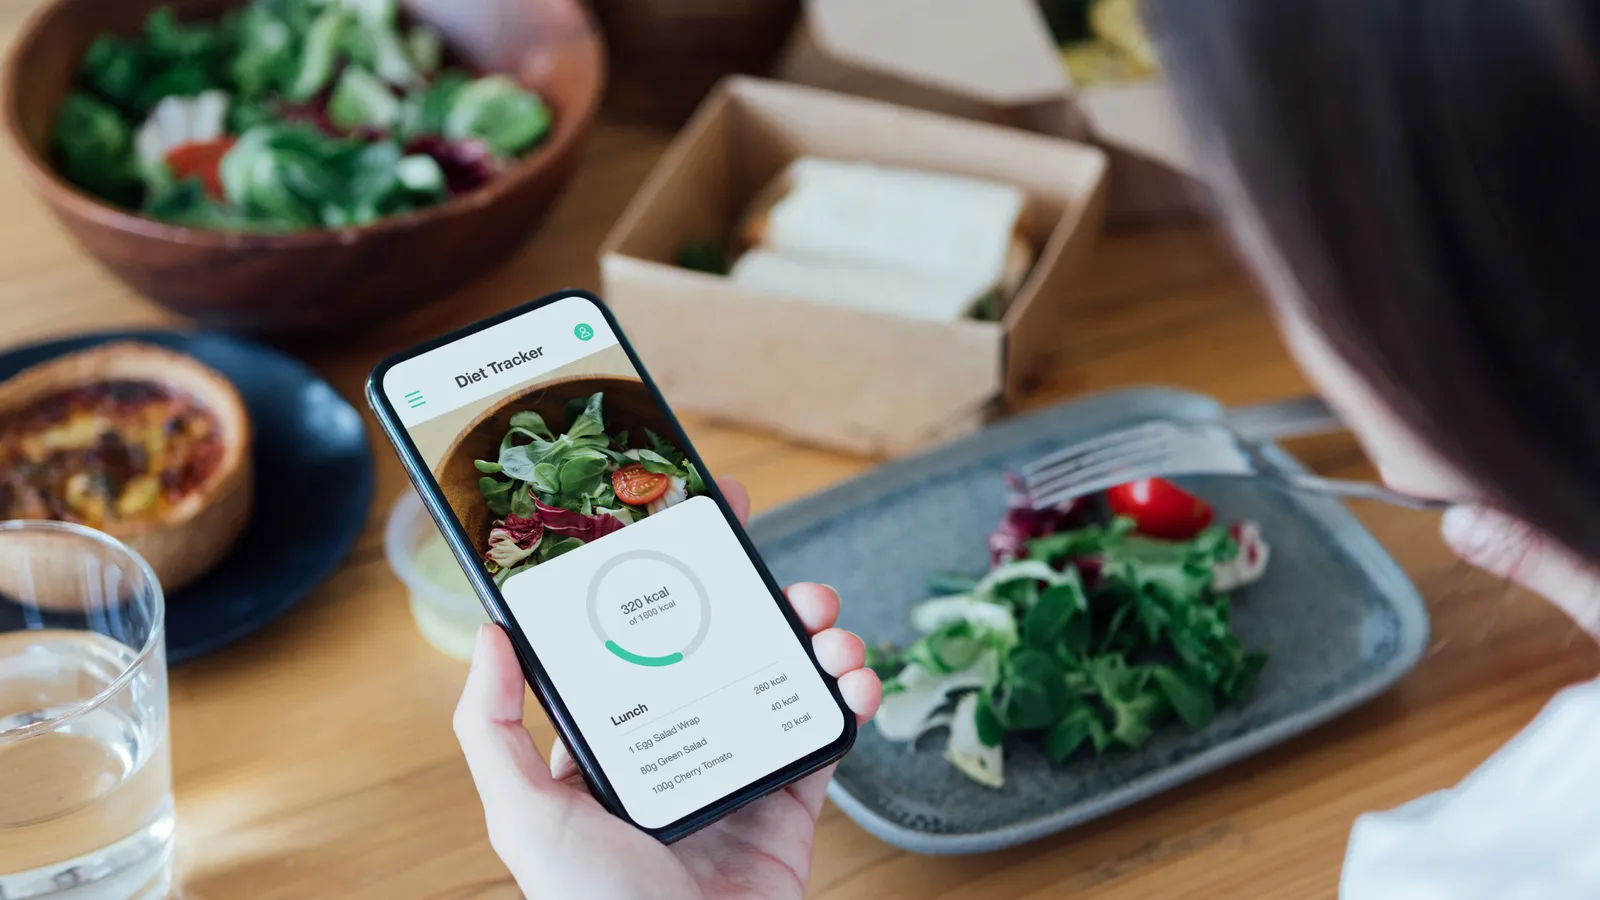 Diet Tracker
320 kcal
of 1600 kcal
Lunch
1 Egg Salad Wrap 260 kcal
80g Green Salad 40 kcal
100g Cherry Tomato 20 kcal